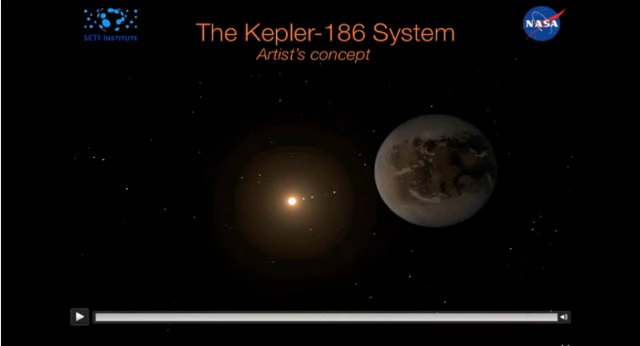 SETI INSTITUTE
The Kepler-186 System
NASA
Artist's concept